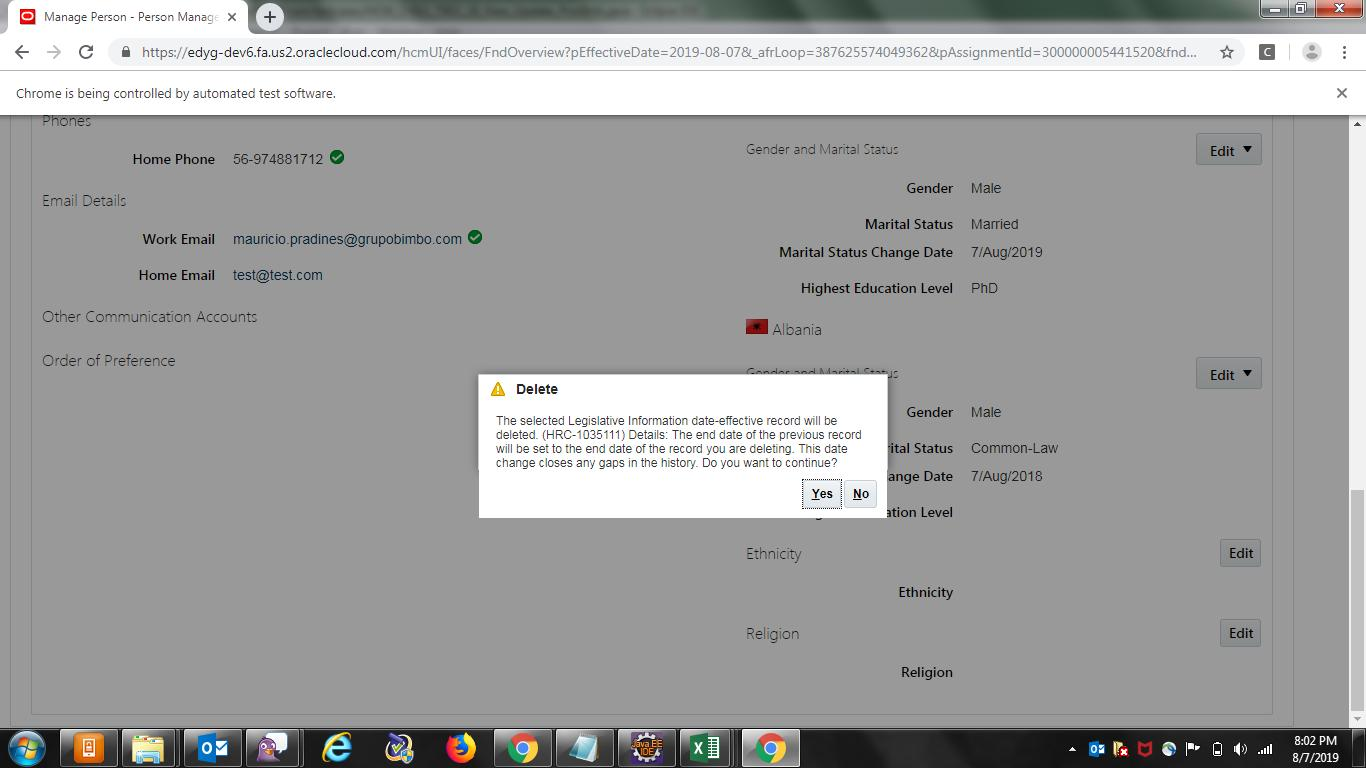 Manage Person - Person Manage
https://edyg-dev6.fa.us2.oraclecloud.com/hcmUI/faces/FndOverview?pEffectiveDate=2019-08-07&_afrLoop=387625574049362&pAssignmentId=300000005441520&fnd...
C
Chrome is being controlled by automated test software.
Phones
Home Phone 56-974881712
Email Details
Work Email mauricio.pradines@grupobimbo.com
Home Email test@test.com
Other Communication Accounts
Order of Preference
Gender and Marital Status Edit
Gender Male
Marital Status Married
Marital Status Change Date 7/Aug/2019
Highest Education Level PhD
Albania
Gender and Marital Status Edit
Gender Male
rital Status Common-Law
ange Date 7/Aug/2018
ation Level
Ethnicity Edit
Ethnicity
Religion Edit
Religion
Delete
The selected Legislative Information date-effective record will be
deleted. (HRC-1035111) Details: The end date of the previous record
will be set to the end date of the record you are deleting. This date
change closes any gaps in the history. Do you want to continue?
Yes No
Java EE
IDE
8:02 PM
8/7/2019